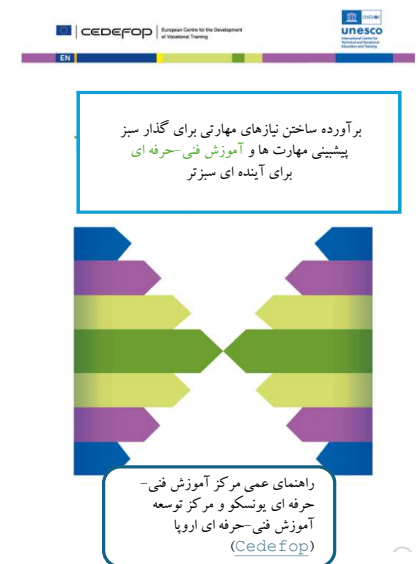 CEDEFOP
European Centre for the Development
of Vocational Training
unesco
unesco
International Centre for
Technical and Vocational
Education and Training
EN
برآورده ساختن نیازهای مهارتی برای گذار سبز
پیشبینی مهارت ها و آموزش فنی-حرفه ای
برای آینده ای سبزتر
راهنمای عمی مرکز آموزش فنی-
حرفه ای یونسکو و مرکز توسعه
آموزش فنی-حرفه ای اروپا
(Cedefop)